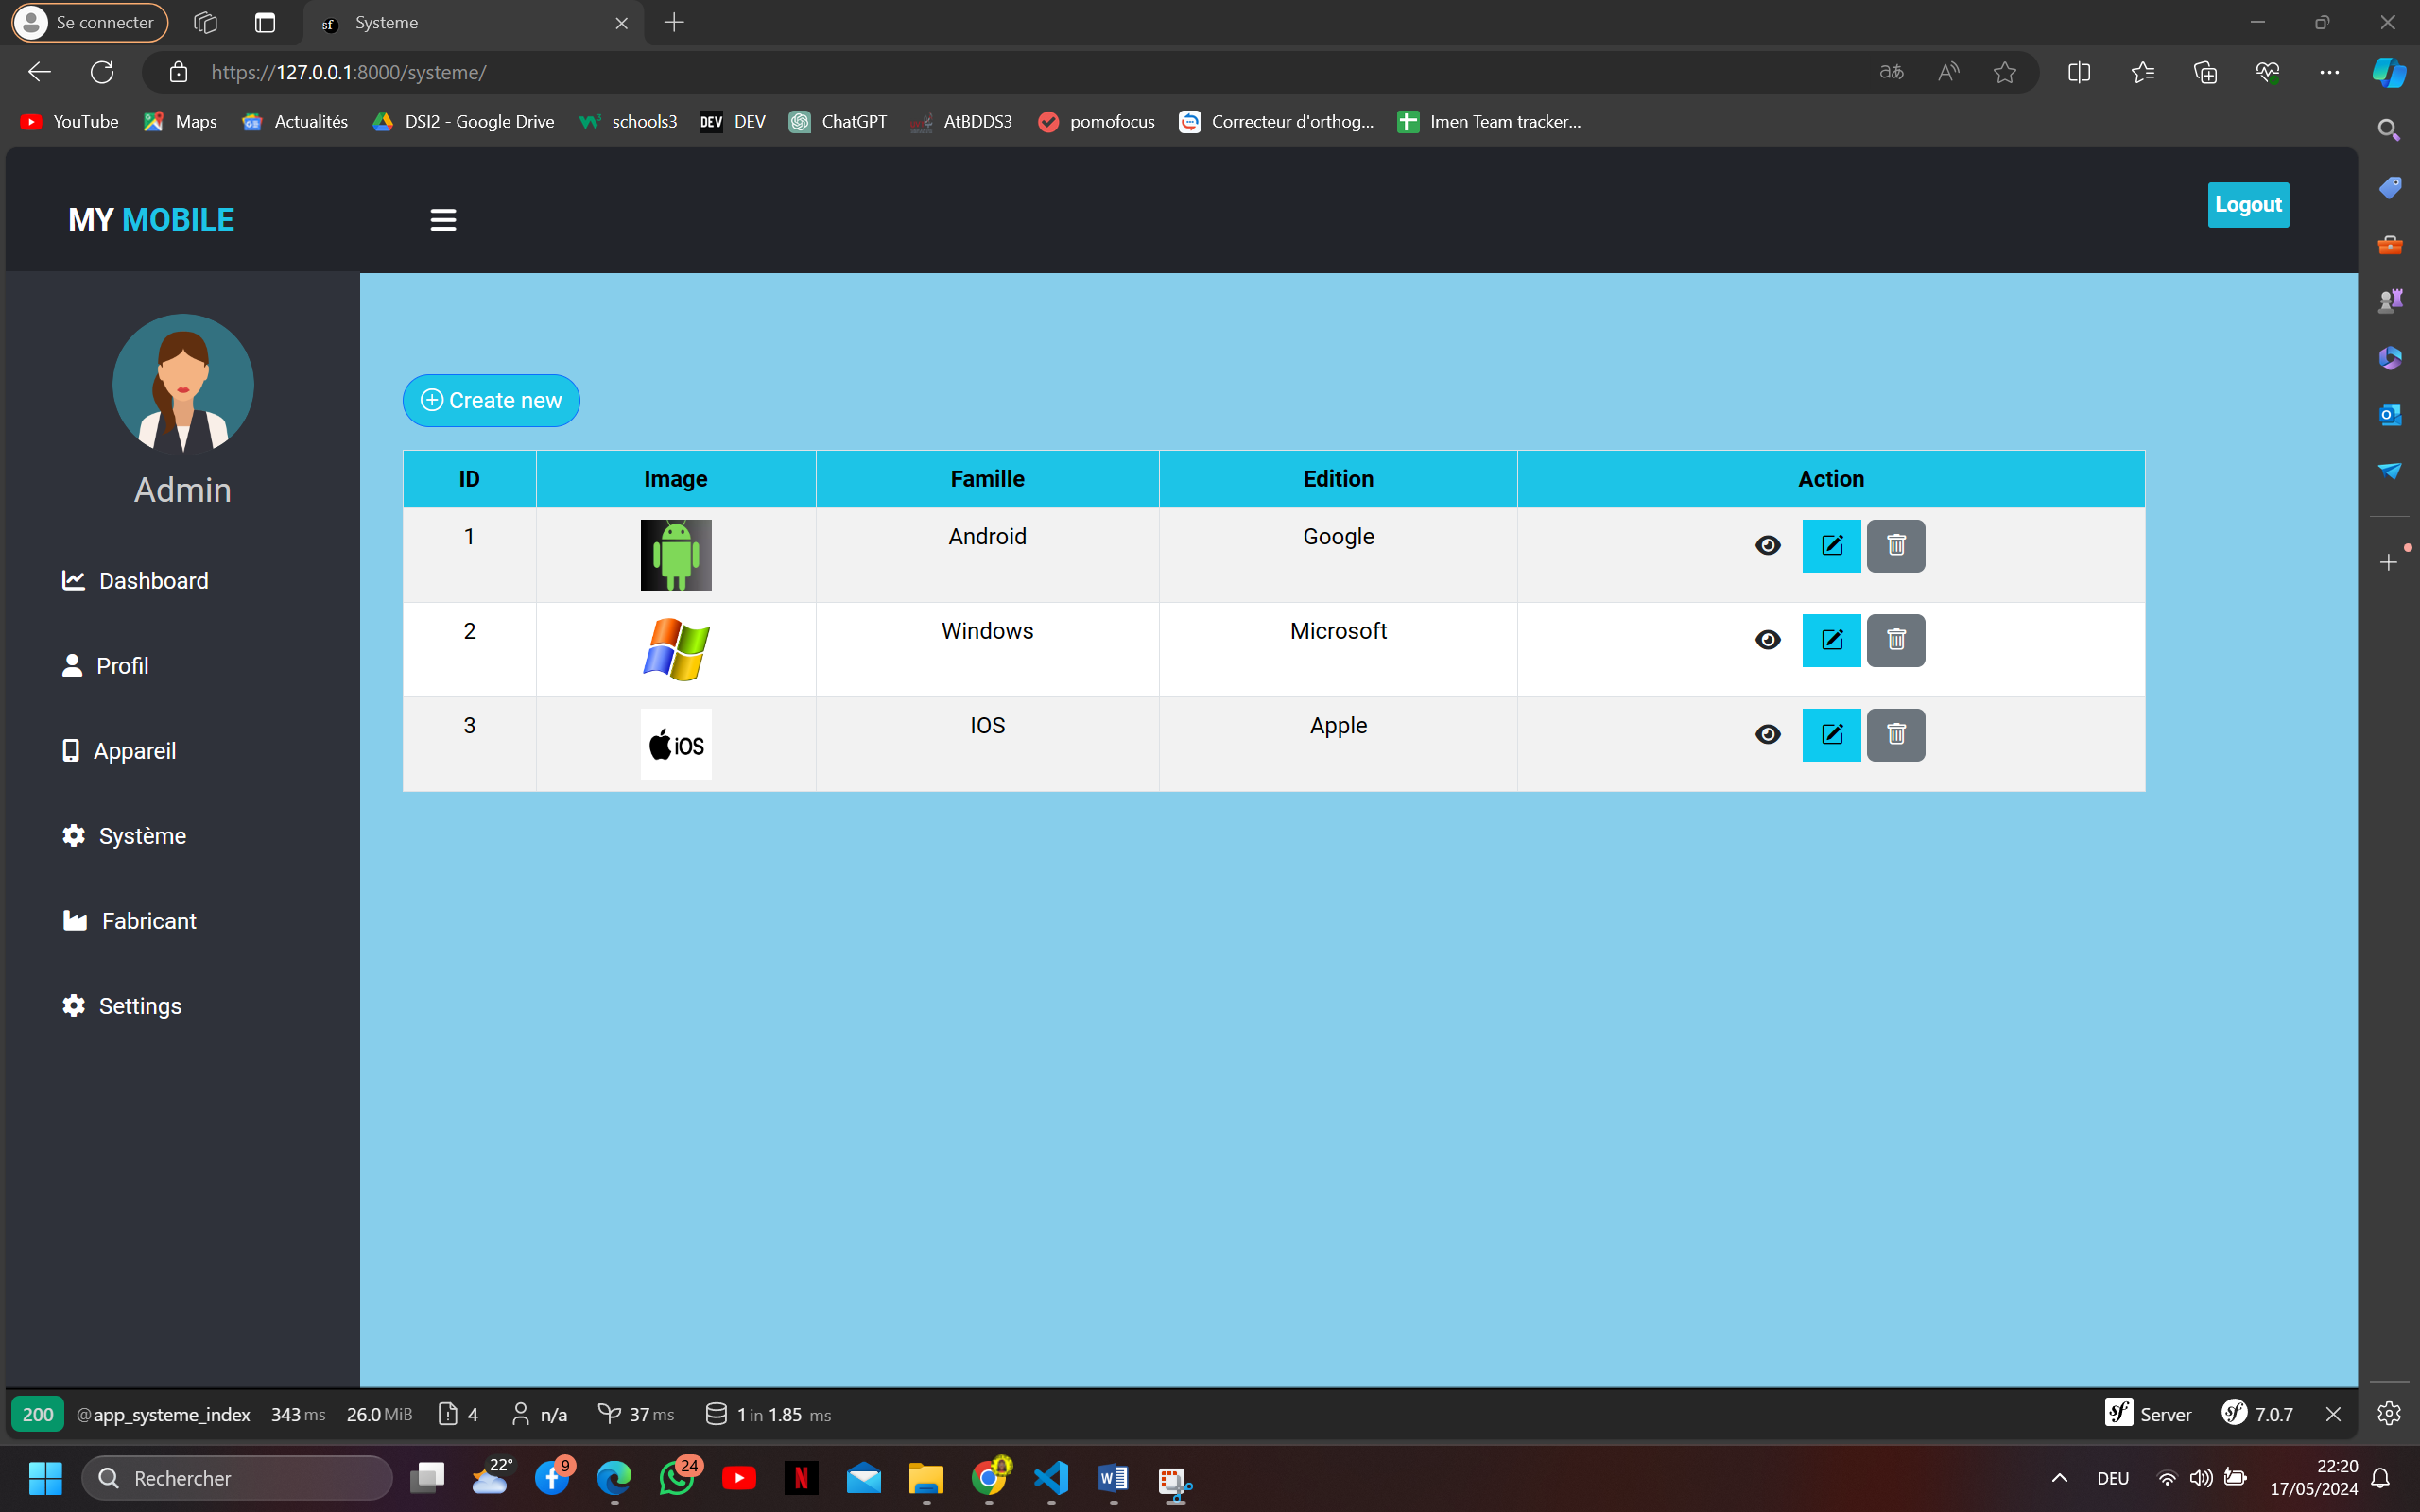 Se connecter
Systeme
https://127.0.0.1:8000/systeme/
YouTube
Maps
Actualités
DSI2 - Google Drive
schools3
DEV
DEV
ChatGPT
AtBDDS3
pomofocus
Correcteur d'orthog...
Imen Team tracker...
MY MOBILE
Logout
Admin
Dashboard
Profil
Appareil
Système
Fabricant
Settings
Create new
ID Image Famille Edition Action
1 Android Google
2 Windows Microsoft
3 iOS IOS Apple
200 @app_systeme_index 343 ms 26.0 MiB 4 n/a 37 ms 1 in 1.85 ms
sf Server sf 7.0.7
Rechercher
22°
9
24
DEU
22:20
17/05/2024